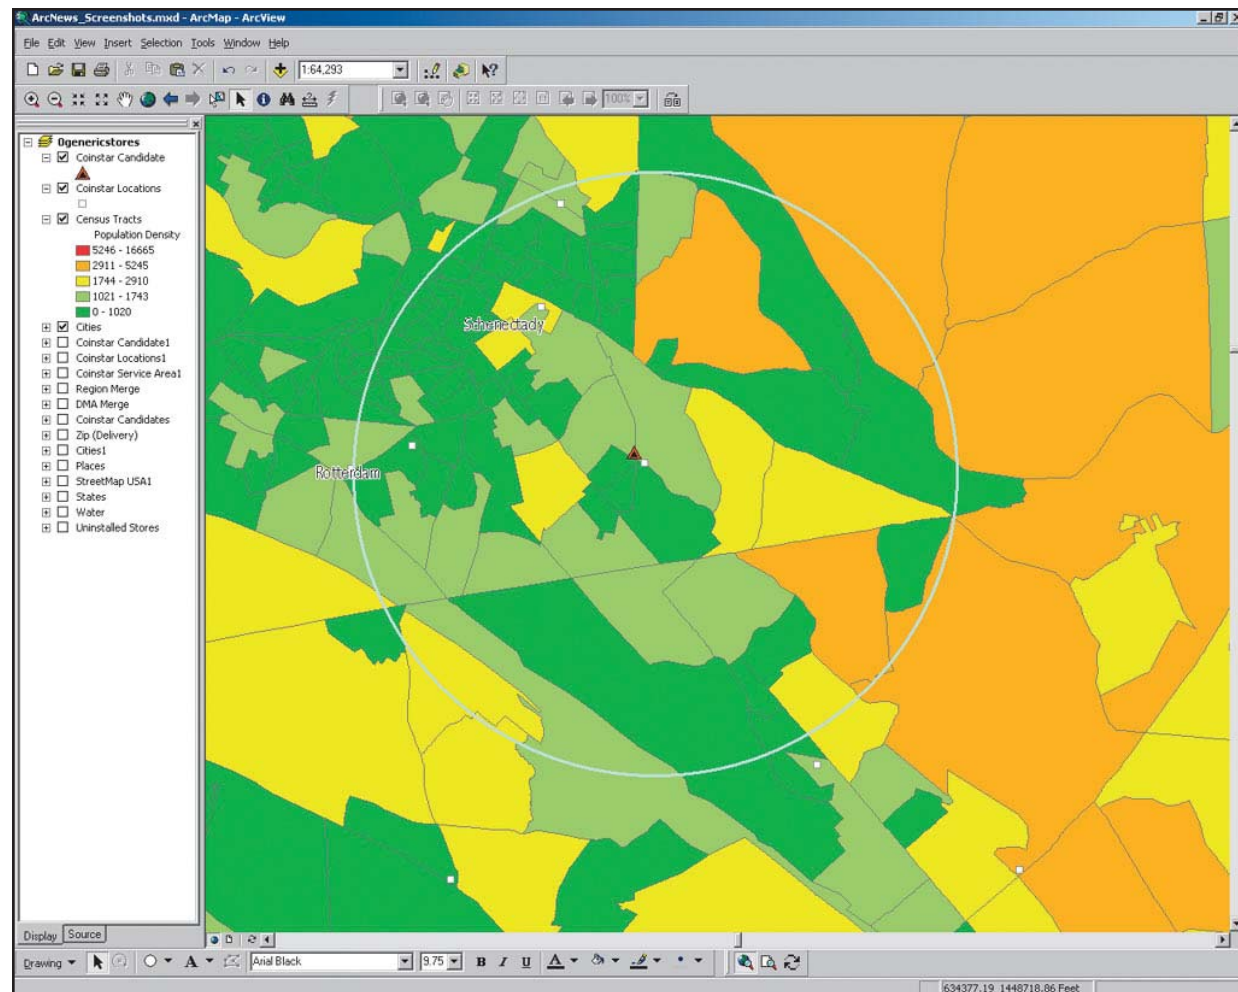 ArcNews_Screenshots.mxd - ArcMap - ArcView
File Edit View Insert Selection Tools Window Help
1:64,293
100%
0genericstores
Coinstar Candidate
Coinstar Locations
Census Tracts
Population Density
5246 - 16665
2911 - 5245
1744 - 2910
1021 - 1743
0 - 1020
Cities
Coinstar Candidate1
Coinstar Locations1
Coinstar Service Area1
Region Merge
DMA Merge
Coinstar Candidates
Zip (Delivery)
Cities1
Places
StreetMap USA1
States
Water
Uninstalled Stores
Schenectady
Rotterdam
Display Source
Drawing A Arial Black 9.75 B I U A
634377.19 1448718.86 Feet